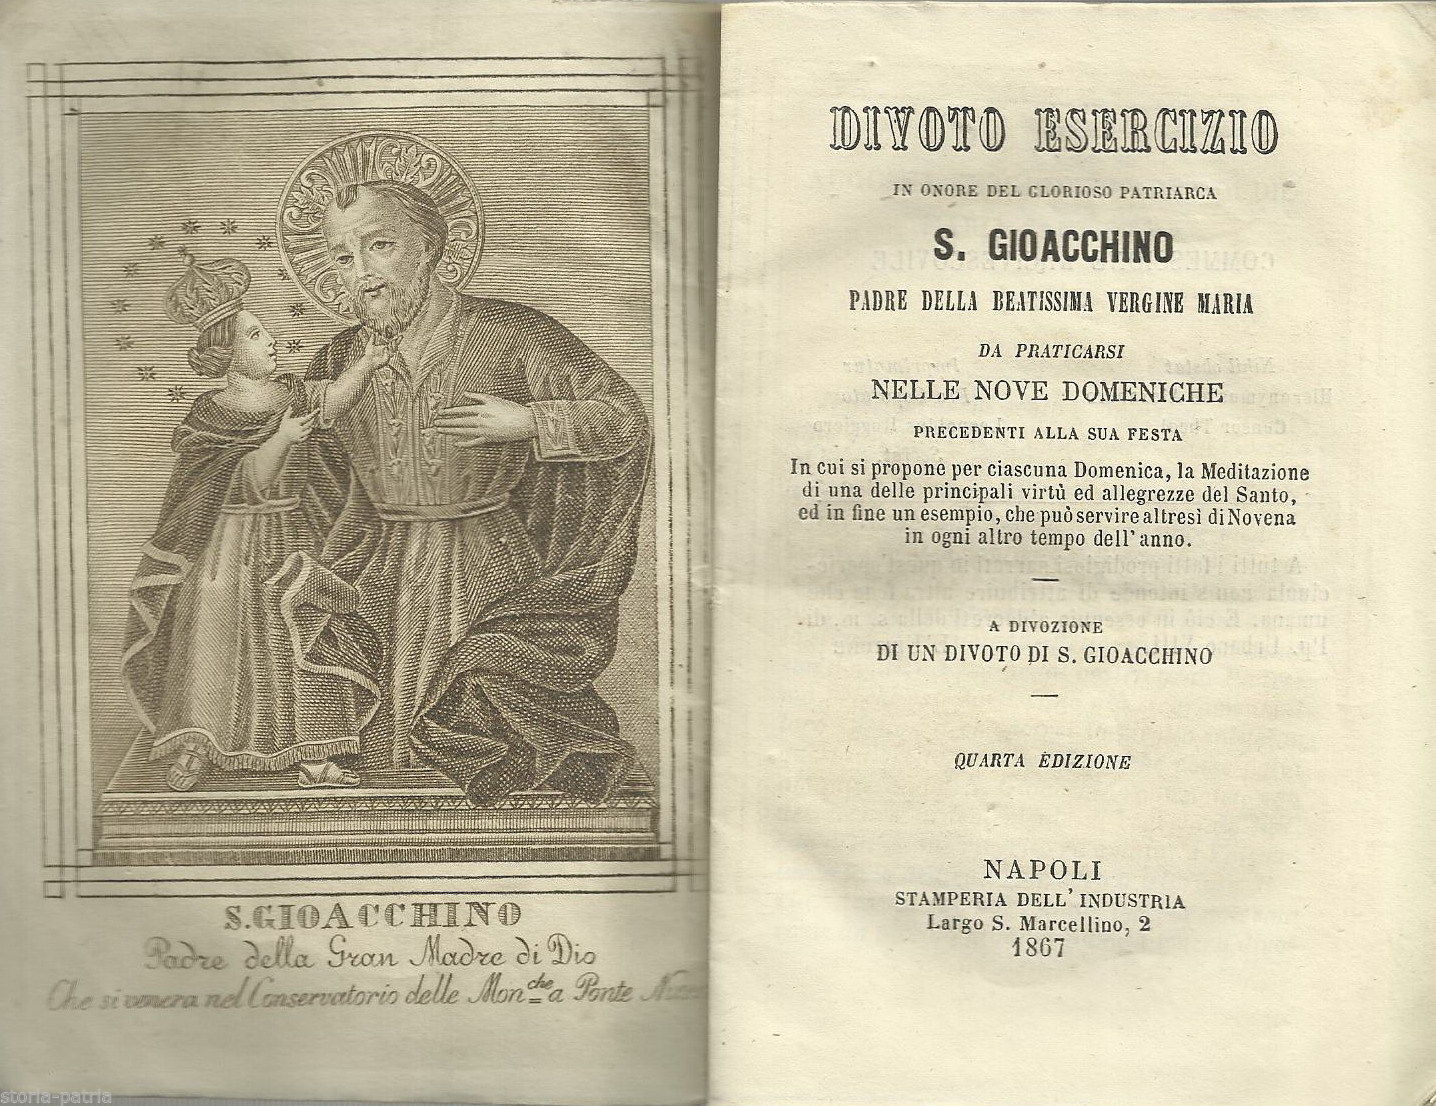 S. GIOACCHINO
Padre della Gran Madre di Dio
Che si venera nel Conservatorio delle Mon.che a Ponte
storia-patria
DIVOTO ESERCIZIO
IN ONORE DEL GLORIOSO PATRIARCA
S. GIOACCHINO
PADRE DELLA BEATISSIMA VERGINE MARIA
DA PRATICARSI
NELLE NOVE DOMENICHE
PRECEDENTI ALLA SUA FESTA
In cui si propone per ciascuna Domenica, la Meditazione
di una delle principali virtù ed allegrezze del Santo,
ed in fine un esempio, che può servire altresì di Novena
in ogni altro tempo dell' anno.
A DIVOZIONE
DI UN DIVOTO DI S. GIOACCHINO
QUARTA EDIZIONE
NAPOLI
STAMPERIA DELL' INDUSTRIA
Largo S. Marcellino, 2
1867